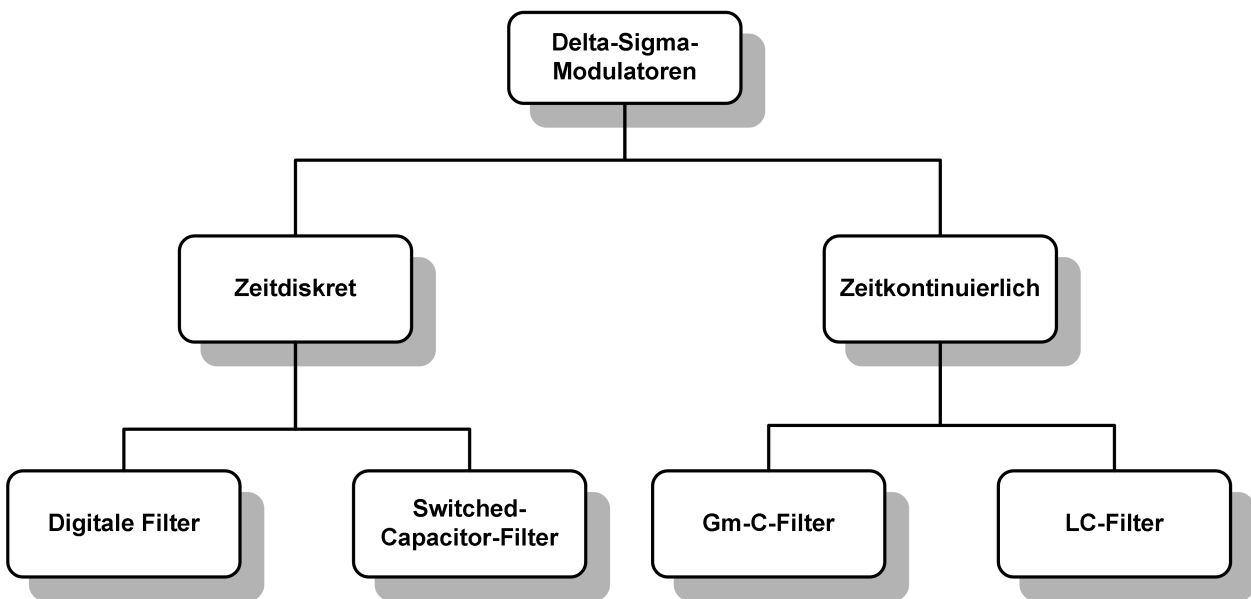 Delta-Sigma-
Modulatoren
Zeitdiskret
Zeitkontinuierlich
Digitale Filter
Switched-
Capacitor-Filter
Gm-C-Filter
LC-Filter